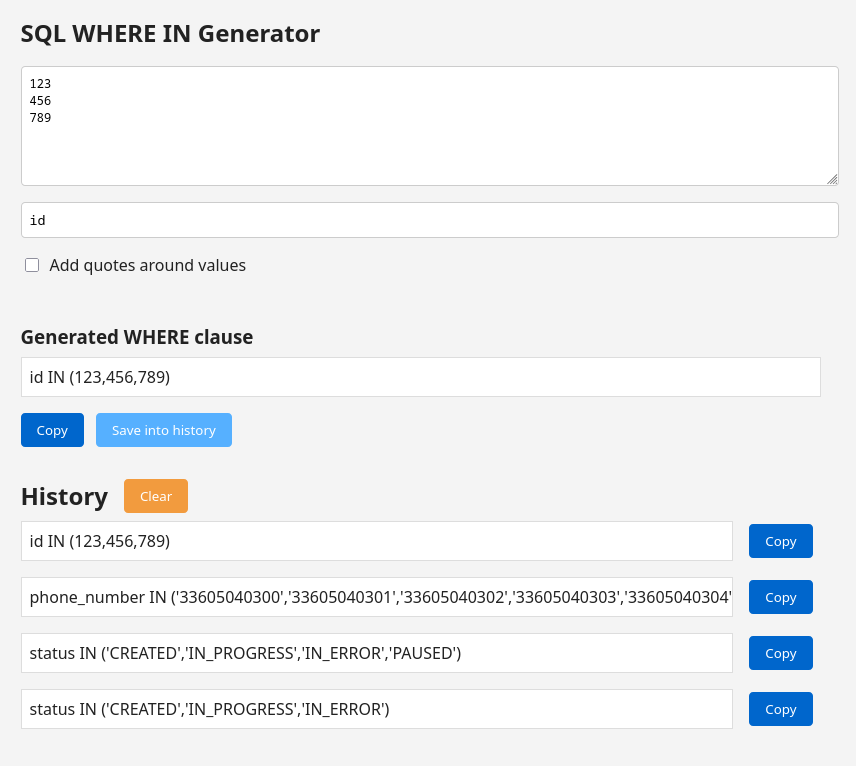 SQL WHERE IN Generator
123
456
789
id
Add quotes around values
Generated WHERE clause
id IN (123,456,789)
Copy Save into history
History Clear
id IN (123,456,789) Copy
phone_number IN ('33605040300','33605040301','33605040302','33605040303','33605040304' Copy
status IN ('CREATED','IN_PROGRESS','IN_ERROR','PAUSED') Copy
status IN ('CREATED','IN_PROGRESS','IN_ERROR') Copy